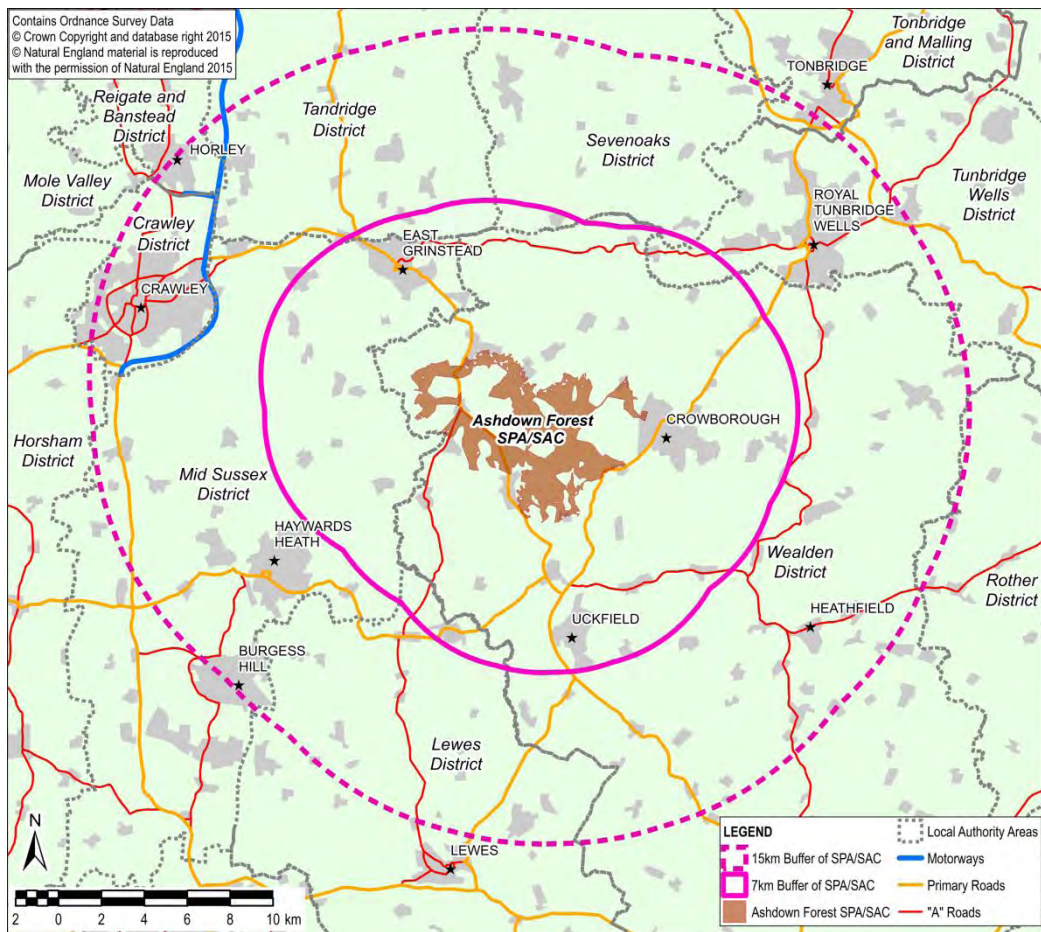 Contains Ordnance Survey Data
© Crown Copyright and database right 2015
© Natural England material is reproduced
with the permission of Natural England 2015
Tonbridge
and Malling
District
TONBRIDGE
Reigate and
Banstead
District
Tandridge
District
Sevenoaks
District
HORLEY
Mole Valley
District
Tunbridge
Wells
District
ROYAL
TUNBRIDGE
WELLS
Crawley
District
EAST
GRINSTEAD
CRAWLEY
Ashdown Forest
SPA/SAC
CROWBOROUGH
Horsham
District
Mid Sussex
District
HAYWARDS
HEATH
Wealden
District
Rother
District
HEATHFIELD
UCKFIELD
BURGESS
HILL
Lewes
District
LEWES
N
2 0 2 4 6 8 10 km
LEGEND
15km Buffer of SPA/SAC
7km Buffer of SPA/SAC
Ashdown Forest SPA/SAC
Local Authority Areas
Motorways
Primary Roads
"A" Roads